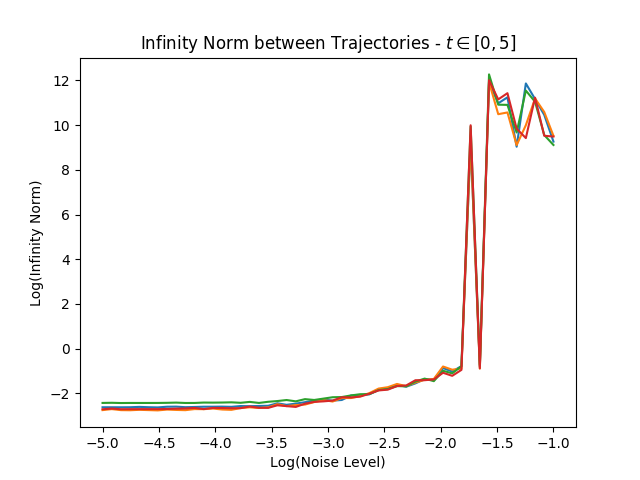 Infinity Norm between Trajectories - t ∈ [0, 5]
Log(Infinity Norm)
12
10
8
6
4
2
0
−2
−5.0 −4.5 −4.0 −3.5 −3.0 −2.5 −2.0 −1.5 −1.0
Log(Noise Level)